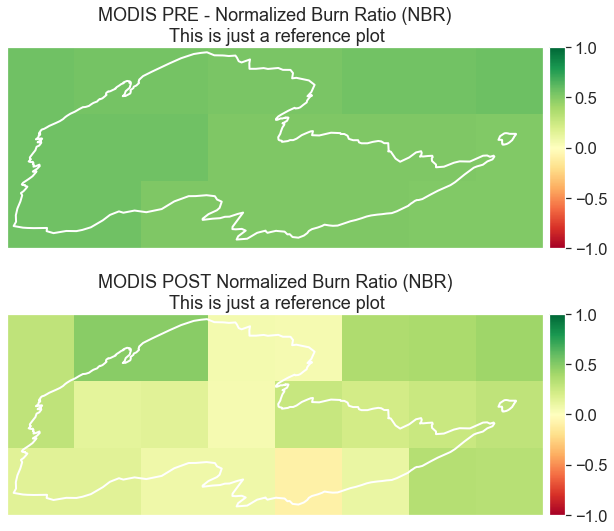 MODIS PRE - Normalized Burn Ratio (NBR)
This is just a reference plot
1.0
0.5
0.0
−0.5
−1.0
MODIS POST Normalized Burn Ratio (NBR)
This is just a reference plot
1.0
0.5
0.0
−0.5
−1.0